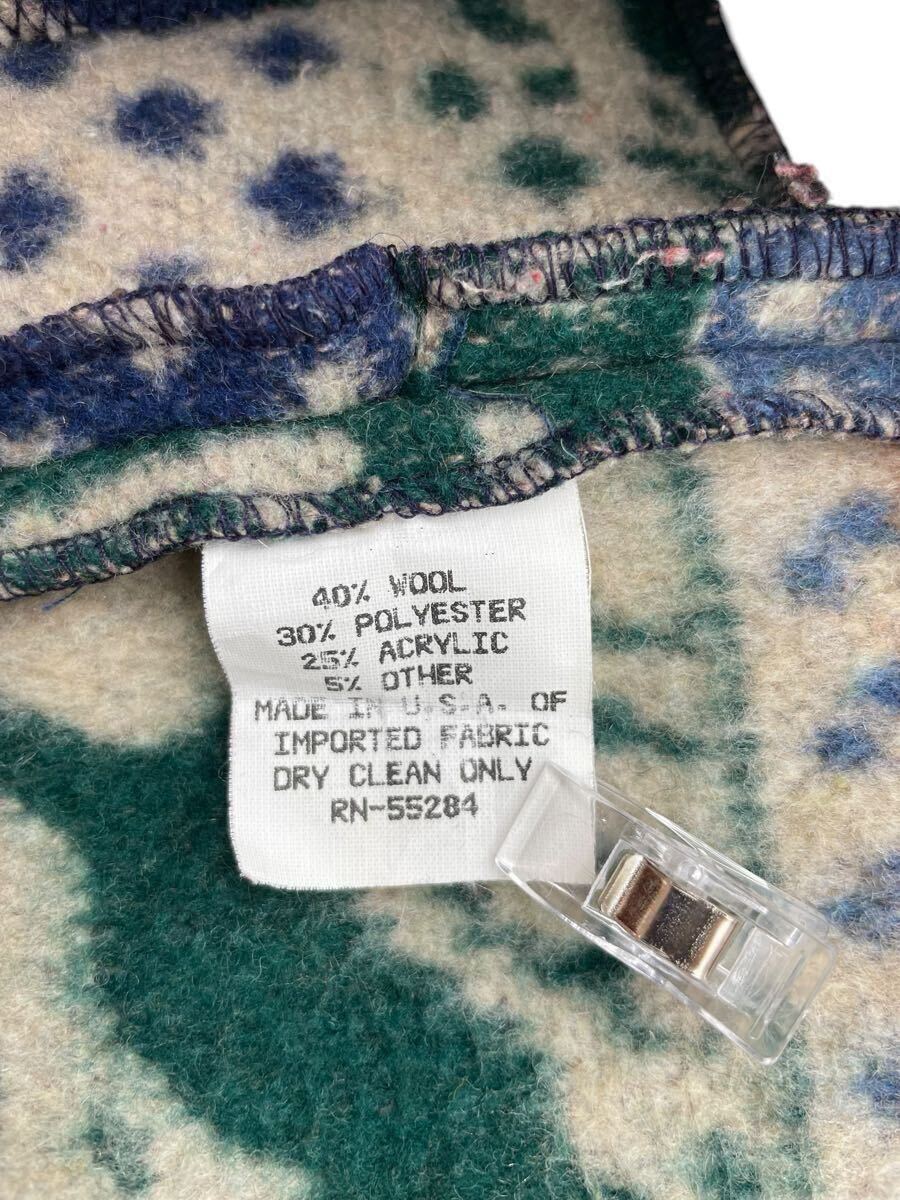 40% WOOL
30% POLYESTER
25% ACRYLIC
5% OTHER
MADE IN U.S.A. OF
IMPORTED FABRIC
DRY CLEAN ONLY
RN-55284